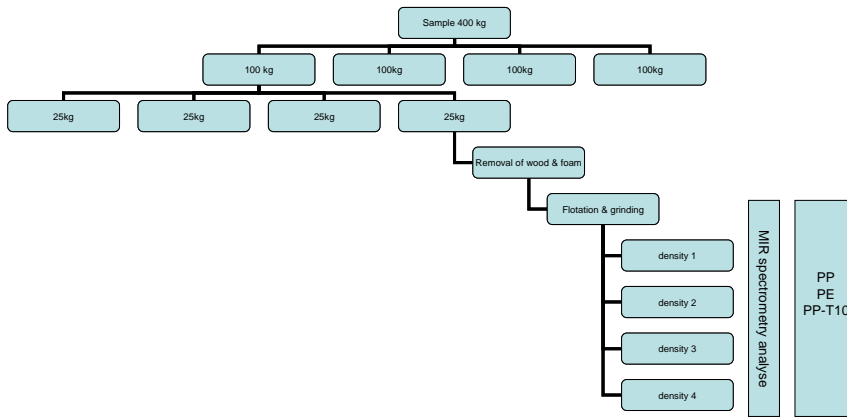 Sample 400 kg
100 kg
100kg
100kg
100kg
25kg
25kg
25kg
25kg
Removal of wood & foam
Flotation & grinding
density 1
density 2
density 3
density 4
MIR spectrometry analyse
PP
PE
PP-T10